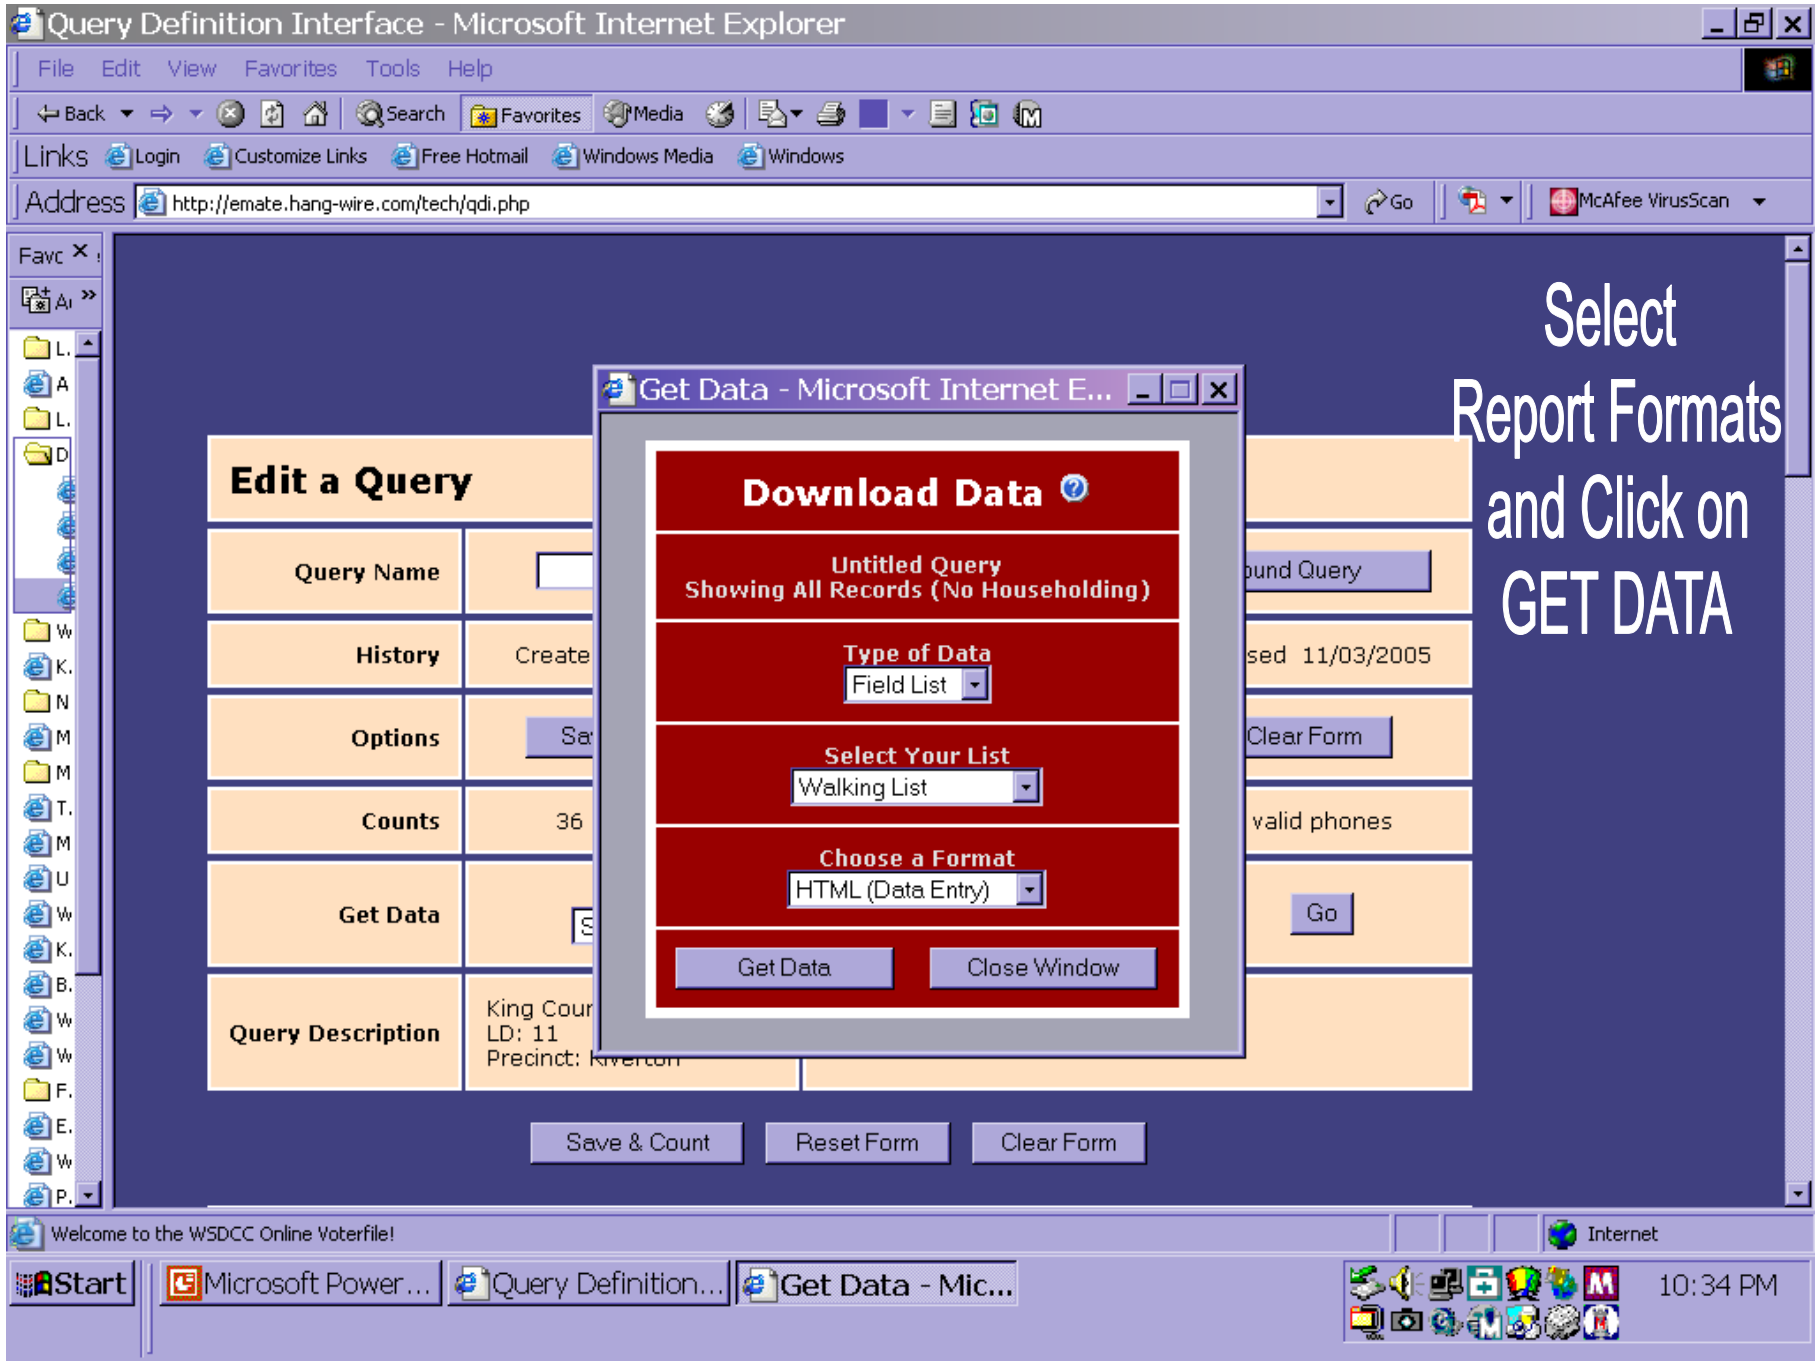 Query Definition Interface - Microsoft Internet Explorer
File Edit View Favorites Tools Help
Back Search Favorites Media
Links Login Customize Links Free Hotmail Windows Media Windows
Address http://emate.hang-wire.com/tech/qdi.php Go McAfee VirusScan
Select
Report Formats
and Click on
GET DATA
Get Data - Microsoft Internet E...
Download Data
Untitled Query
Showing All Records (No Householding)
Type of Data
Field List
Select Your List
Walking List
Choose a Format
HTML (Data Entry)
Get Data Close Window
Edit a Query
Query Name Query
History 11/03/2005
Options Clear Form
Counts 36 valid phones
Get Data Go
Query Description
King
LD: 11
Precinct:
Save & Count Reset Form Clear Form
Welcome to the WSDCC Online Voterfile! Internet
Start Microsoft Power... Query Definition... Get Data - Mic... 10:34 PM